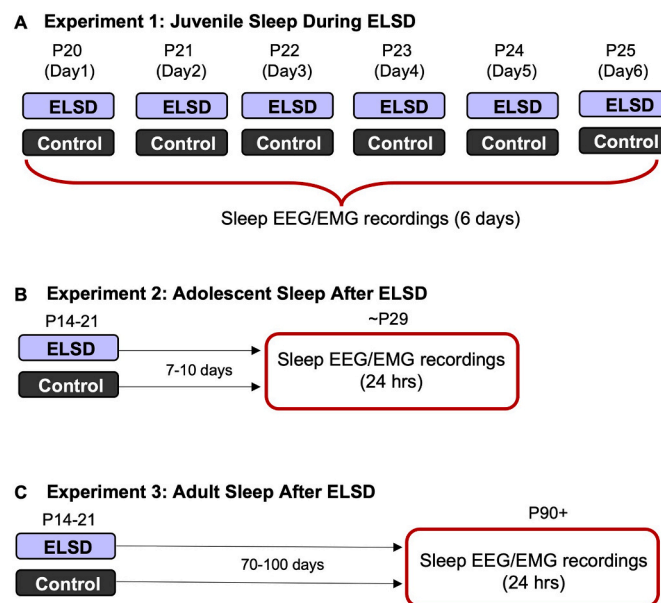 A Experiment 1: Juvenile Sleep During ELSD
P20 P21 P22 P23 P24 P25
(Day1) (Day2) (Day3) (Day4) (Day5) (Day6)
ELSD ELSD ELSD ELSD ELSD ELSD
Control Control Control Control Control Control
Sleep EEG/EMG recordings (6 days)
B Experiment 2: Adolescent Sleep After ELSD
P14-21 ~P29
ELSD
7-10 days
Control
Sleep EEG/EMG recordings
(24 hrs)
C Experiment 3: Adult Sleep After ELSD
P14-21 P90+
ELSD
70-100 days
Control
Sleep EEG/EMG recordings
(24 hrs)